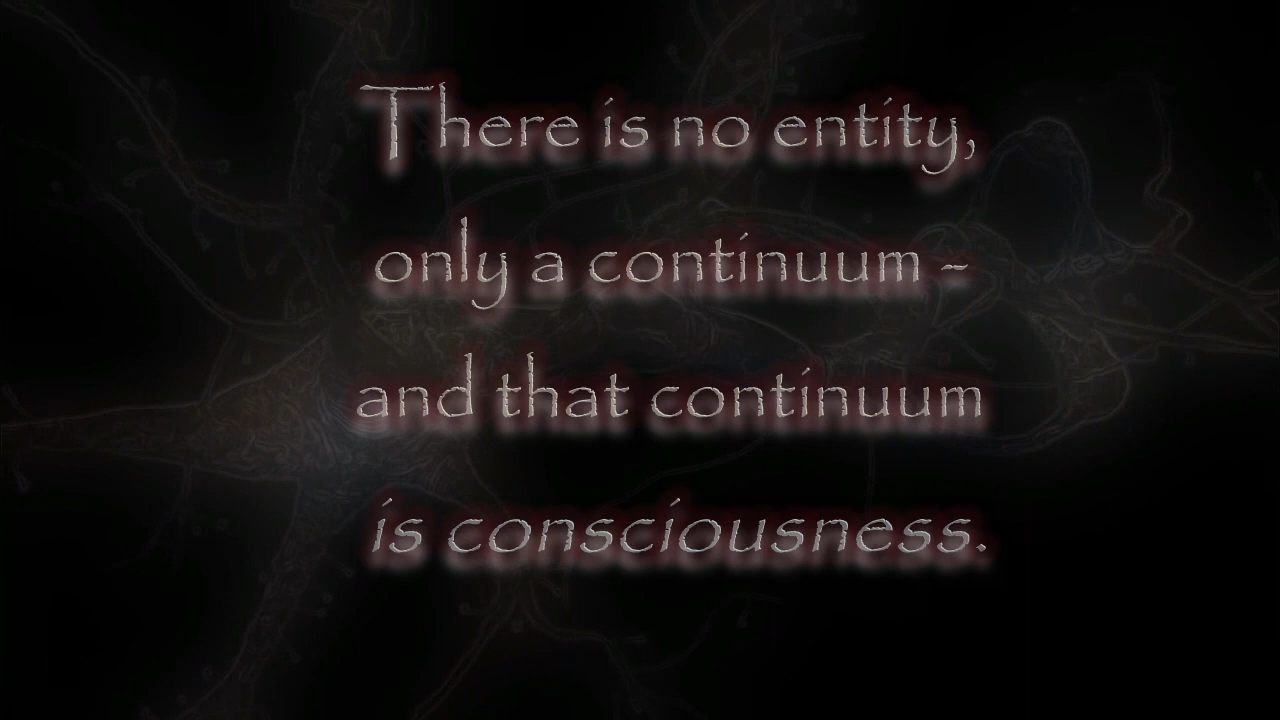 There is no entity,
only a continuum -
and that continuum
is consciousness.